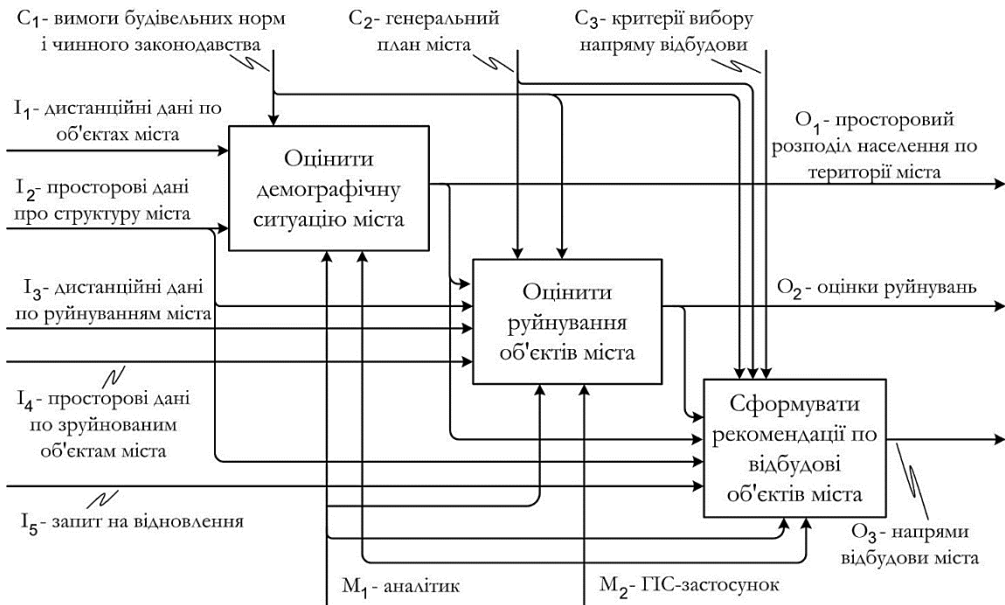 C1- вимоги будівельних норм
і чинного законодавства
C2- генеральний
план міста
C3- критерії вибору
напряму відбудови
I1- дистанційні дані по
об'єктах міста
Оцінити
демографічну
ситуацію міста
O1- просторовий
розподіл населення по
території міста
I2- просторові дані
про структуру міста
I3- дистанційні дані
по руйнуванням міста
Оцінити
руйнування
об'єктів міста
O2- оцінки руйнувань
I4- просторові дані
по зруйнованим
об'єктам міста
Сформувати
рекомендації по
відбудові
об'єктів міста
I5- запит на відновлення
O3- напрями
відбудови міста
M1- аналітик
M2- ГІС-застосунок